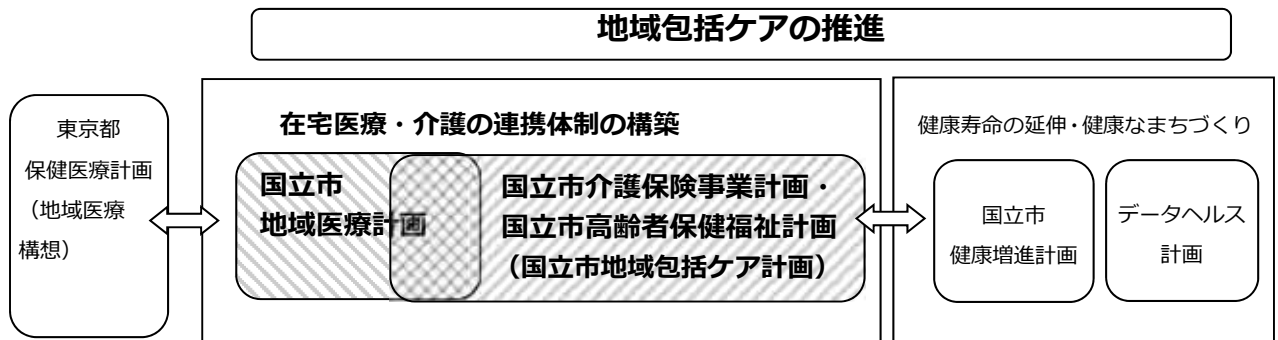 地域包括ケアの推進
東京都
保健医療計画
（地域医療
構想）
在宅医療・介護の連携体制の構築
国立市
地域医療計画
国立市介護保険事業計画・
国立市高齢者保健福祉計画
（国立市地域包括ケア計画）
健康寿命の延伸・健康なまちづくり
国立市
健康増進計画
データヘルス
計画